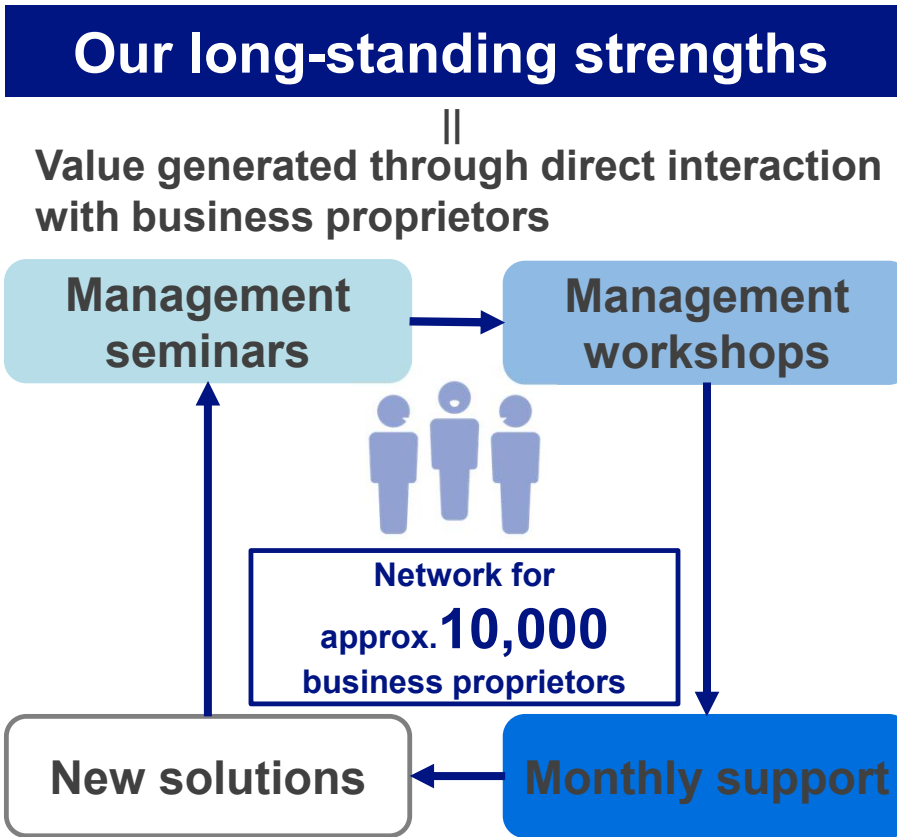 Our long-standing strengths
||
Value generated through direct interaction
with business proprietors
Management
seminars
Management
workshops
Network for
approx.10,000
business proprietors
New solutions
Monthly support